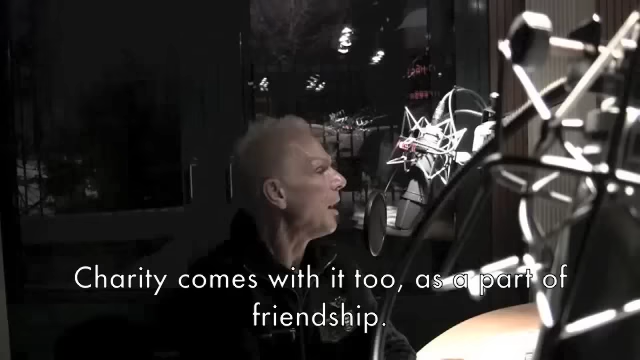 Charity comes with it too, as a part of
friendship.